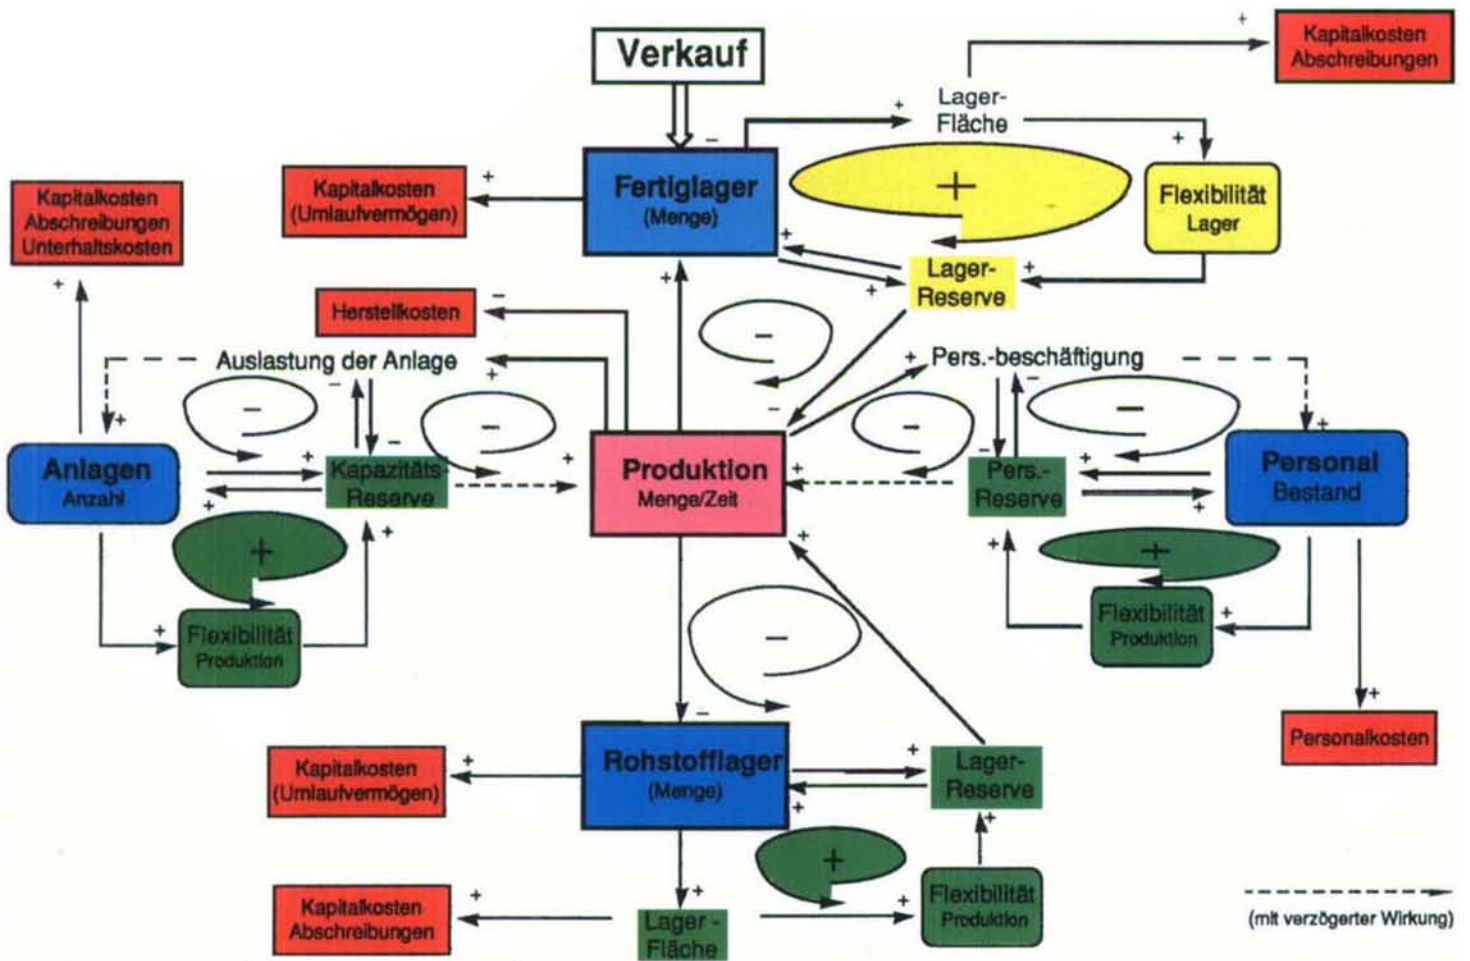 Verkauf
Kapitalkosten
Abschreibungen
Lager-
Fläche
Kapitalkosten
Abschreibungen
Unterhaltskosten
Kapitalkosten
(Umlaufvermögen)
Fertiglager
(Menge)
+
Flexibilität
Lager
Lager-
Reserve
Herstellkosten
Auslastung der Anlage
Pers.-beschäftigung
Anlagen
Anzahl
Kapazitäts-
Reserve
Produktion
Menge/Zeit
Pers.-
Reserve
Personal
Bestand
+
+
Flexibilität
Produktion
Flexibilität
Produktion
Personalkosten
Kapitalkosten
(Umlaufvermögen)
Rohstofflager
(Menge)
Lager-
Reserve
+
Kapitalkosten
Abschreibungen
Lager -
Fläche
Flexibilität
Produktion
(mit verzögerter Wirkung)